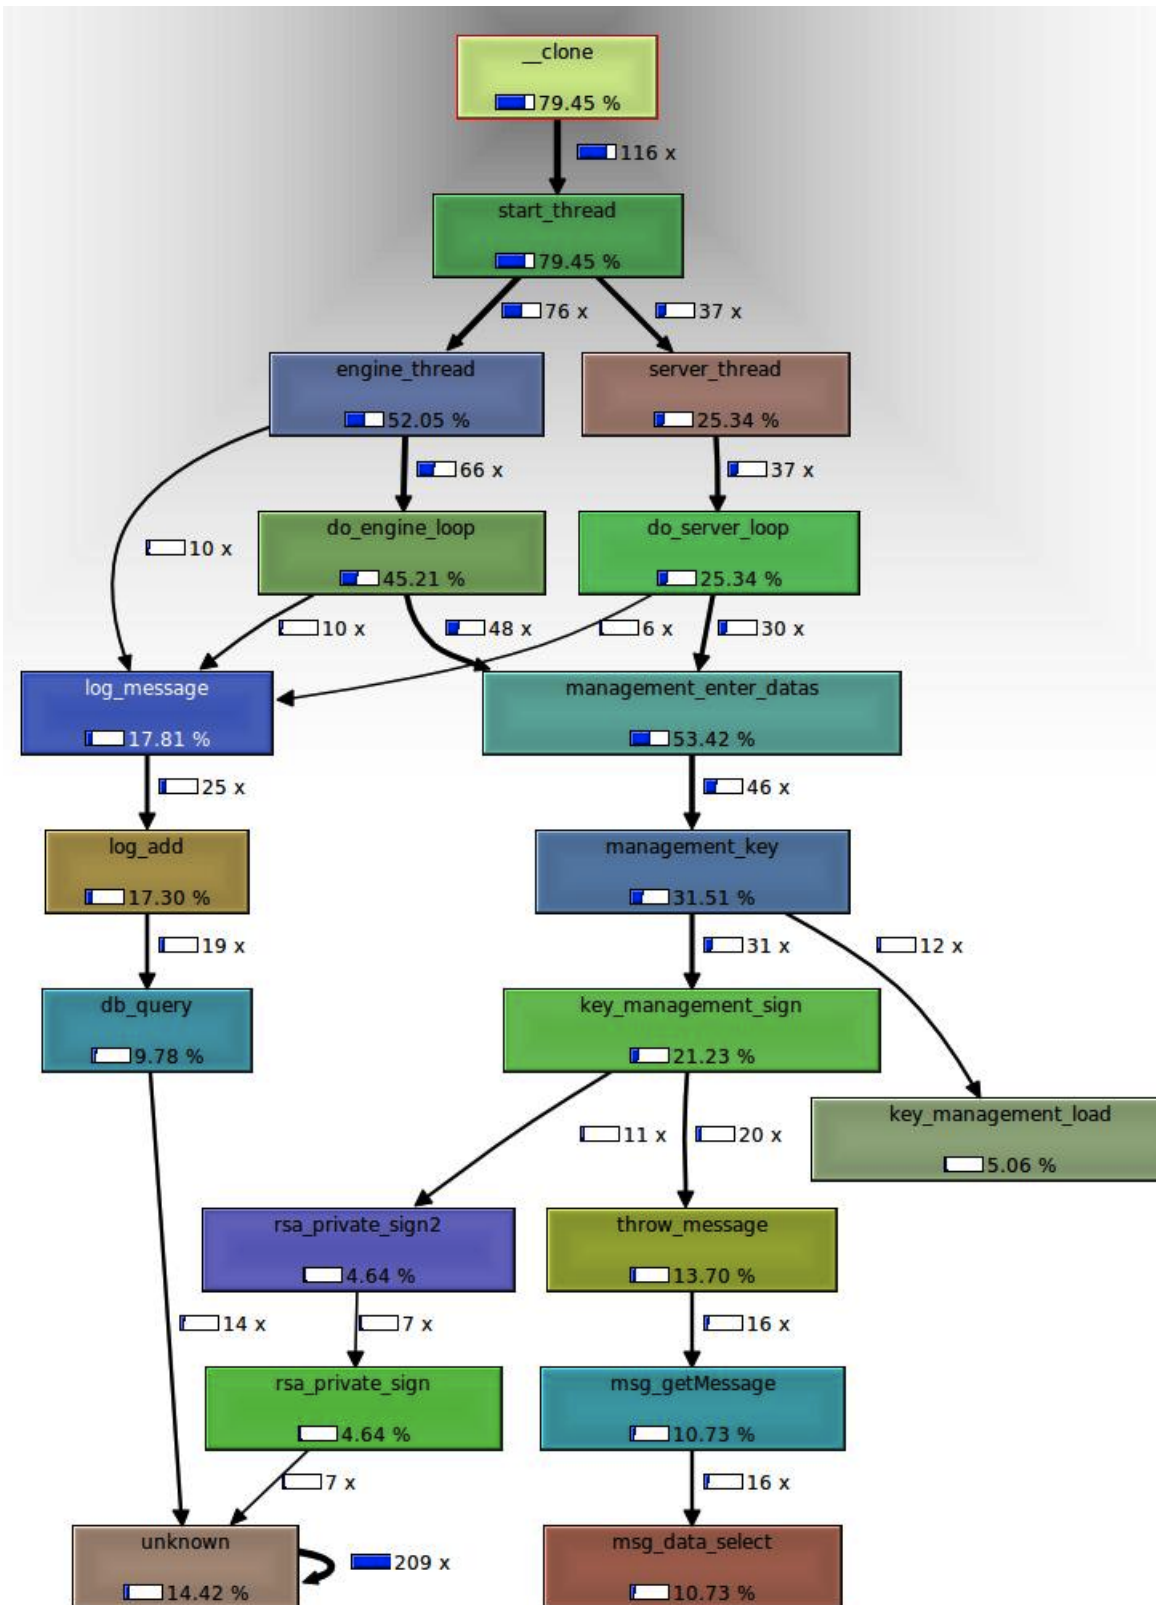 __clone
79.45 %
116 x
start_thread
79.45 %
76 x
37 x
engine_thread
52.05 %
server_thread
25.34 %
66 x
37 x
10 x
do_engine_loop
45.21 %
do_server_loop
25.34 %
10 x
48 x
6 x
30 x
log_message
17.81 %
management_enter_datas
53.42 %
25 x
46 x
log_add
17.30 %
management_key
31.51 %
19 x
31 x
12 x
db_query
9.78 %
key_management_sign
21.23 %
key_management_load
5.06 %
11 x
20 x
rsa_private_sign2
4.64 %
throw_message
13.70 %
14 x
7 x
16 x
rsa_private_sign
4.64 %
msg_getMessage
10.73 %
7 x
16 x
unknown
14.42 %
209 x
msg_data_select
10.73 %